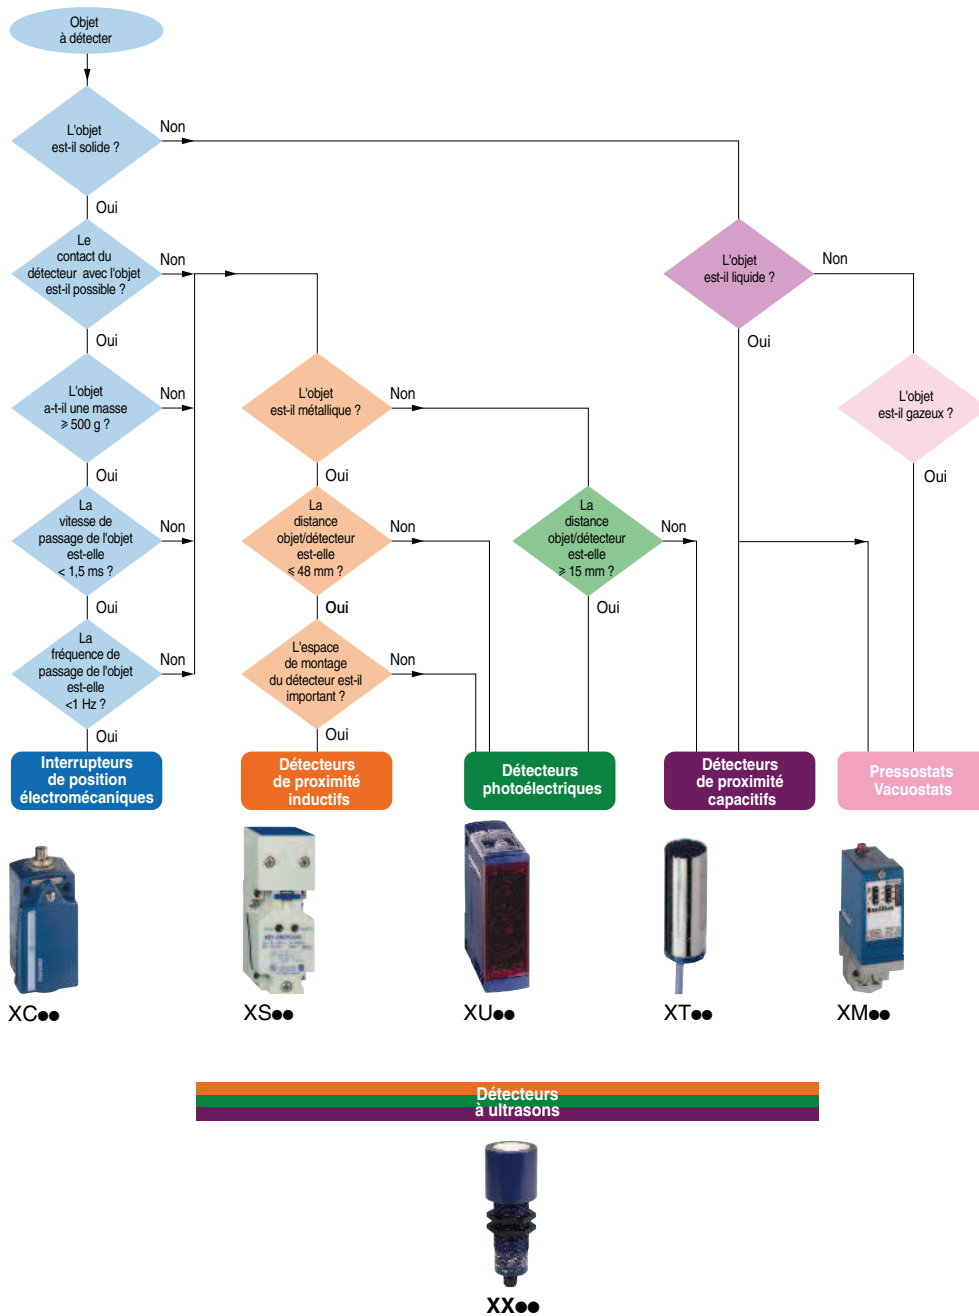 Objet
à détecter
L'objet
est-il solide ?
Non
Oui
Le
contact du
détecteur avec l'objet
est-il possible ?
Non
Oui
L'objet
est-il liquide ?
Non
Oui
L'objet
a-t-il une masse
⩾ 500 g ?
Non
Oui
L'objet
est-il métallique ?
Non
Oui
L'objet
est-il gazeux ?
Oui
La
vitesse de
passage de l'objet
est-elle
< 1,5 ms ?
Non
Oui
La
distance
objet/détecteur
est-elle
⩽ 48 mm ?
Non
Oui
La
distance
objet/détecteur
est-elle
⩾ 15 mm ?
Non
Oui
La
fréquence de
passage de l'objet
est-elle
<1 Hz ?
Non
Oui
L'espace
de montage
du détecteur est-il
important ?
Non
Oui
Interrupteurs
de position
électromécaniques
Détecteurs
de proximité
inductifs
Détecteurs
photoélectriques
Détecteurs
de proximité
capacitifs
Pressostats
Vacuostats
XC●●
XS●●
XU●●
XT●●
XM●●
Détecteurs
à ultrasons
XX●●